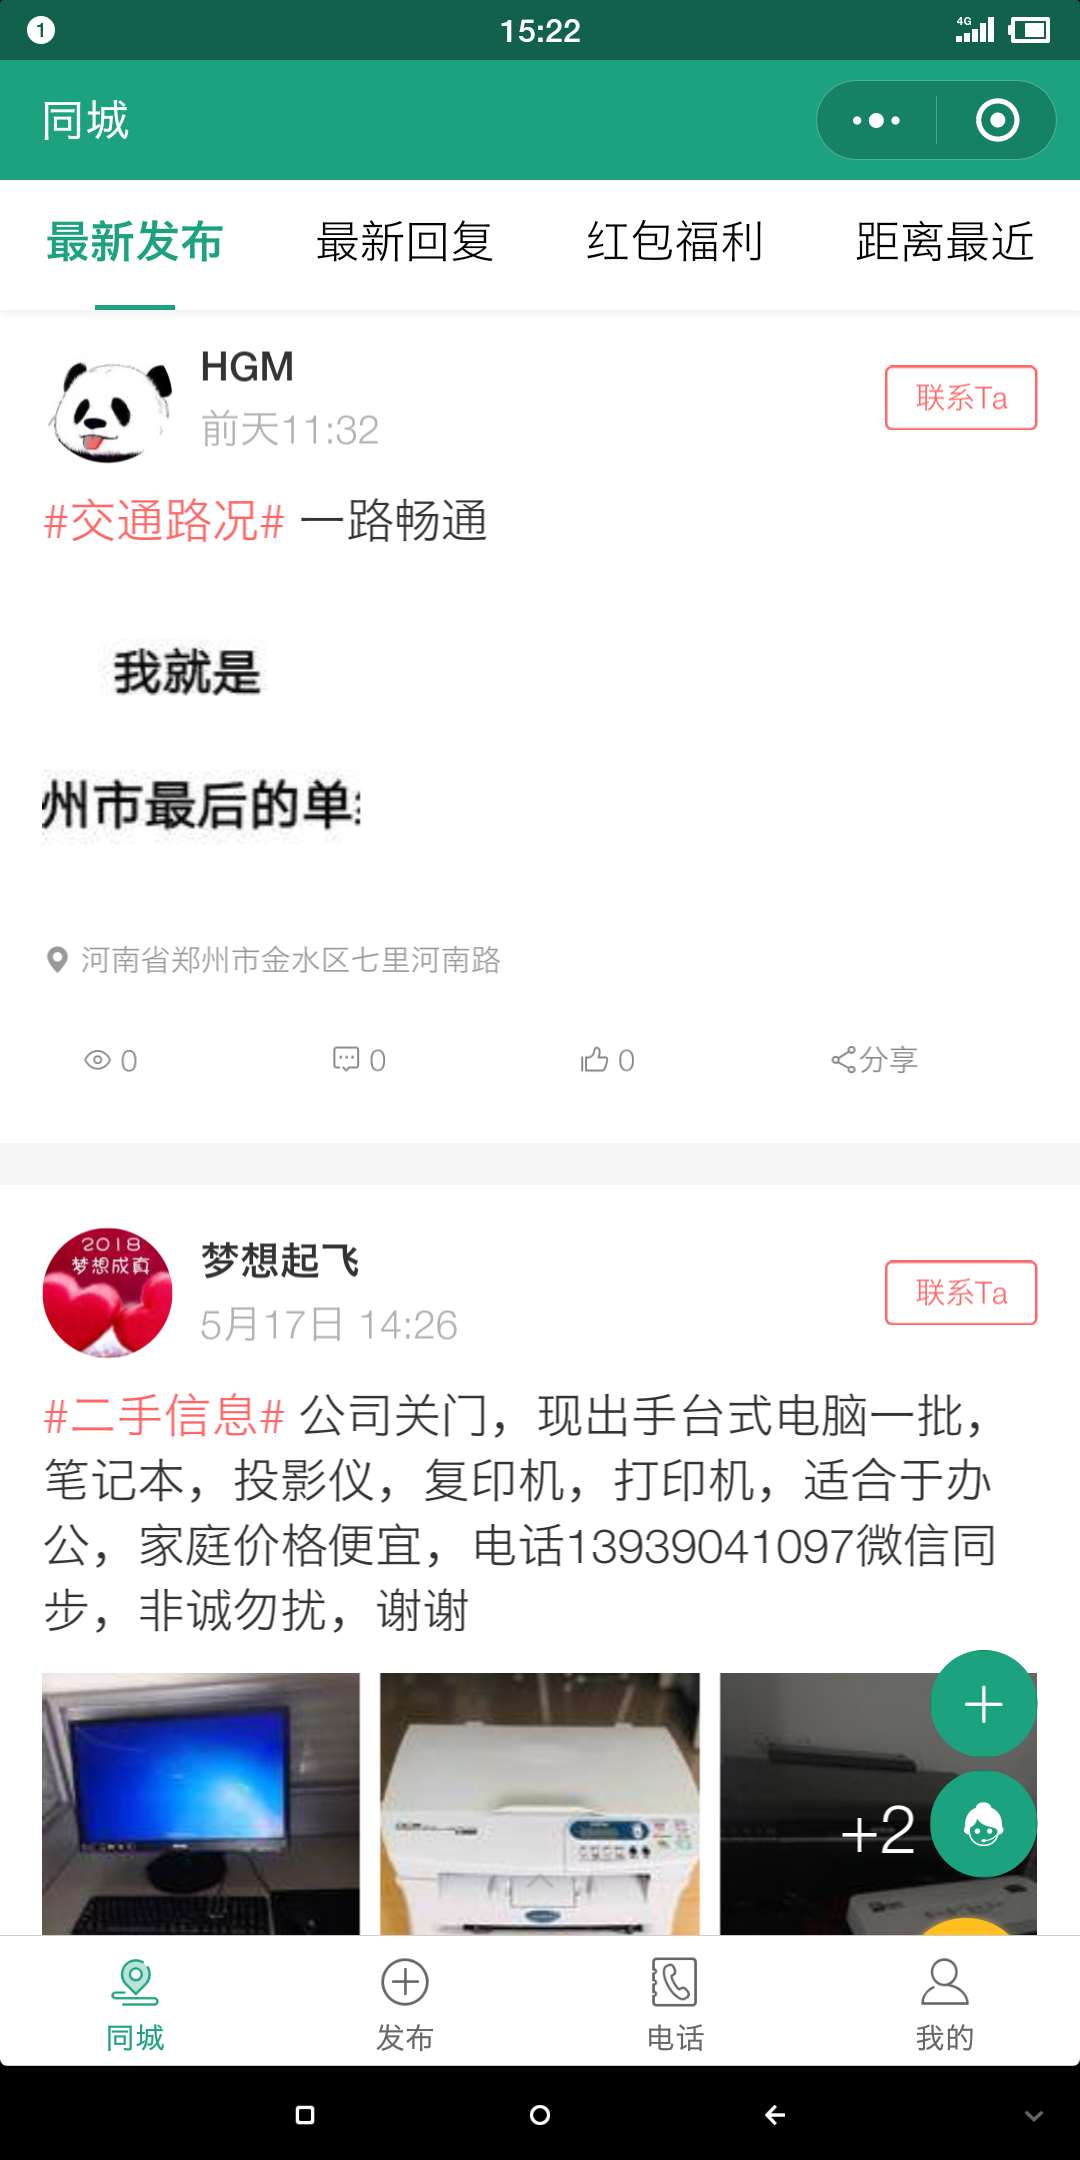 1
15:22
4G
同城
最新发布
最新回复
红包福利
距离最近
HGM
前天11:32
联系Ta
#交通路况# 一路畅通
我就是
州市最后的单
河南省郑州市金水区七里河南路
0
0
0
分享
2018
梦想成真
梦想起飞
5月17日 14:26
联系Ta
#二手信息# 公司关门，现出手台式电脑一批，
笔记本，投影仪，复印机，打印机，适合于办
公，家庭价格便宜，电话13939041097微信同
步，非诚勿扰，谢谢
+2
同城
发布
电话
我的